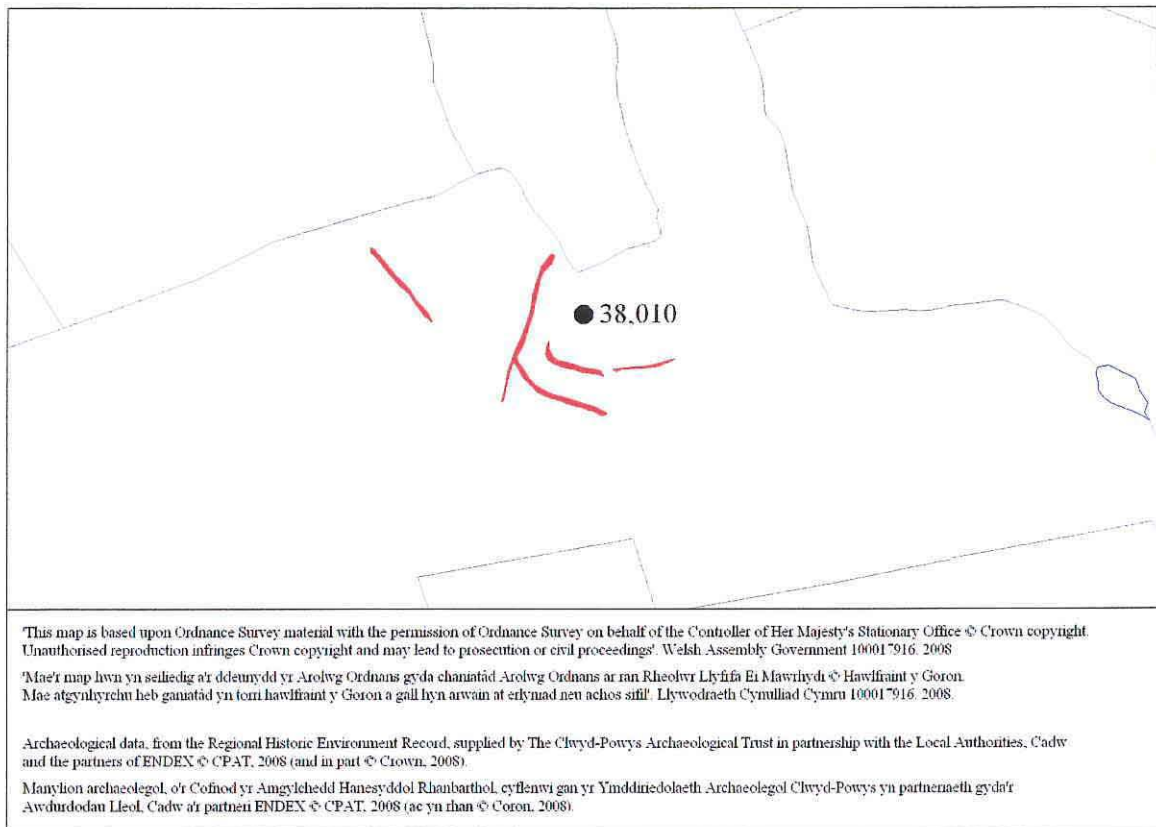 38,010
'This map is based upon Ordnance Survey material with the permission of Ordnance Survey on behalf of the Controller of Her Majesty's Stationary Office © Crown copyright.
Unauthorised reproduction infringes Crown copyright and may lead to prosecution or civil proceedings'. Welsh Assembly Government 100017916. 2008
'Mae'r map hwn yn seiliedig a'r ddeunydd yr Arolwg Ordnans gyda chaniatád Arolwg Ordnans ar ran Rheolwr Llyfrfa Ei Mawrhydi © Hawlfraint y Goron.
Mae atgynhyrchu heb ganiatád yn torri hawlfraint y Goron a gall hyn arwain at erlyniad neu achos sifil'. Llywodraeth Cynulliad Cymru 100017916. 2008.
Archaeological data, from the Regional Historic Environment Record, supplied by The Clwyd-Powys Archaeological Trust in partnership with the Local Authorities, Cadw
and the partners of ENDEX © CPAT, 2008 (and in part © Crown, 2008).
Manylion archaeolegol, o'r Cofnod yr Amgylchedd Hanesyddol Rhanbarthol, cyflenwi gan yr Ymddiriedolaeth Archaeolegol Clwyd-Powys yn partneriaeth gyda'r
Awdurdodau Lleol, Cadw a'r partneri ENDEX © CPAT, 2008 (ac yn rhan © Coron, 2008).